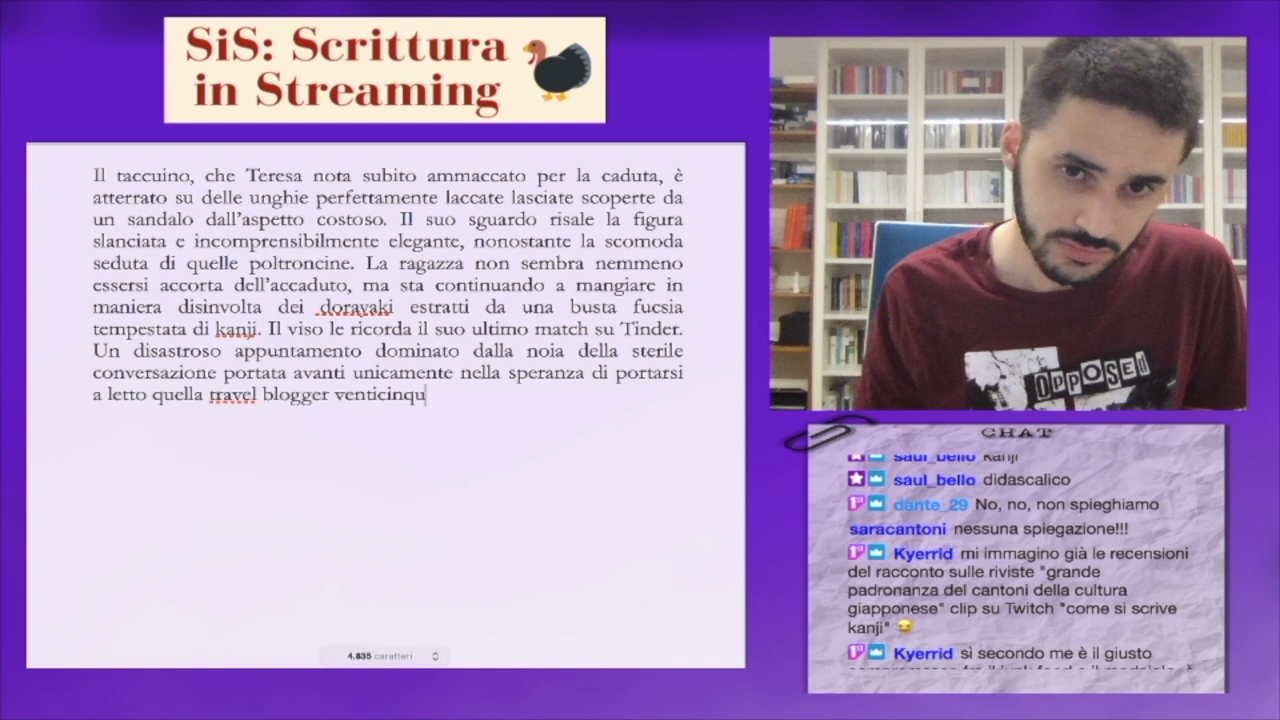 SiS: Scrittura
in Streaming
Il taccuino, che Teresa nota subito ammaccato per la caduta, è
atterrato su delle unghie perfettamente laccate lasciate scoperte da
un sandalo dall’aspetto costoso. Il suo sguardo risale la figura
slanciata e incomprensibilmente elegante, nonostante la scomoda
seduta di quelle poltroncine. La ragazza non sembra nemmeno
essersi accorta dell’accaduto, ma sta continuando a mangiare in
maniera disinvolta dei dorayaki estratti da una busta fucsia
tempestata di kanji. Il viso le ricorda il suo ultimo match su Tinder.
Un disastroso appuntamento dominato dalla noia della sterile
conversazione portata avanti unicamente nella speranza di portarsi
a letto quella travel blogger venticinqu
4.835 caratteri
OPPOSED
CHAT
saul_bello kanji
saul_bello didascalico
dante_29 No, no, non spieghiamo
saracantoni nessuna spiegazione!!!
Kyerrid mi immagino già le recensioni
del racconto sulle riviste "grande
padronanza del cantoni della cultura
giapponese" clip su Twitch "come si scrive
kanji" 😂
Kyerrid sì secondo me è il giusto